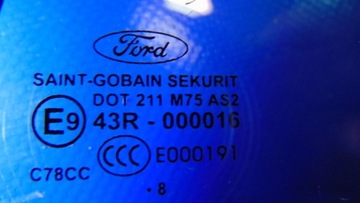 Ford
SAINT-GOBAIN SEKURIT
DOT 211 M75 AS2
E9 43R - 000016
CCC E000191
C78CC
. 8